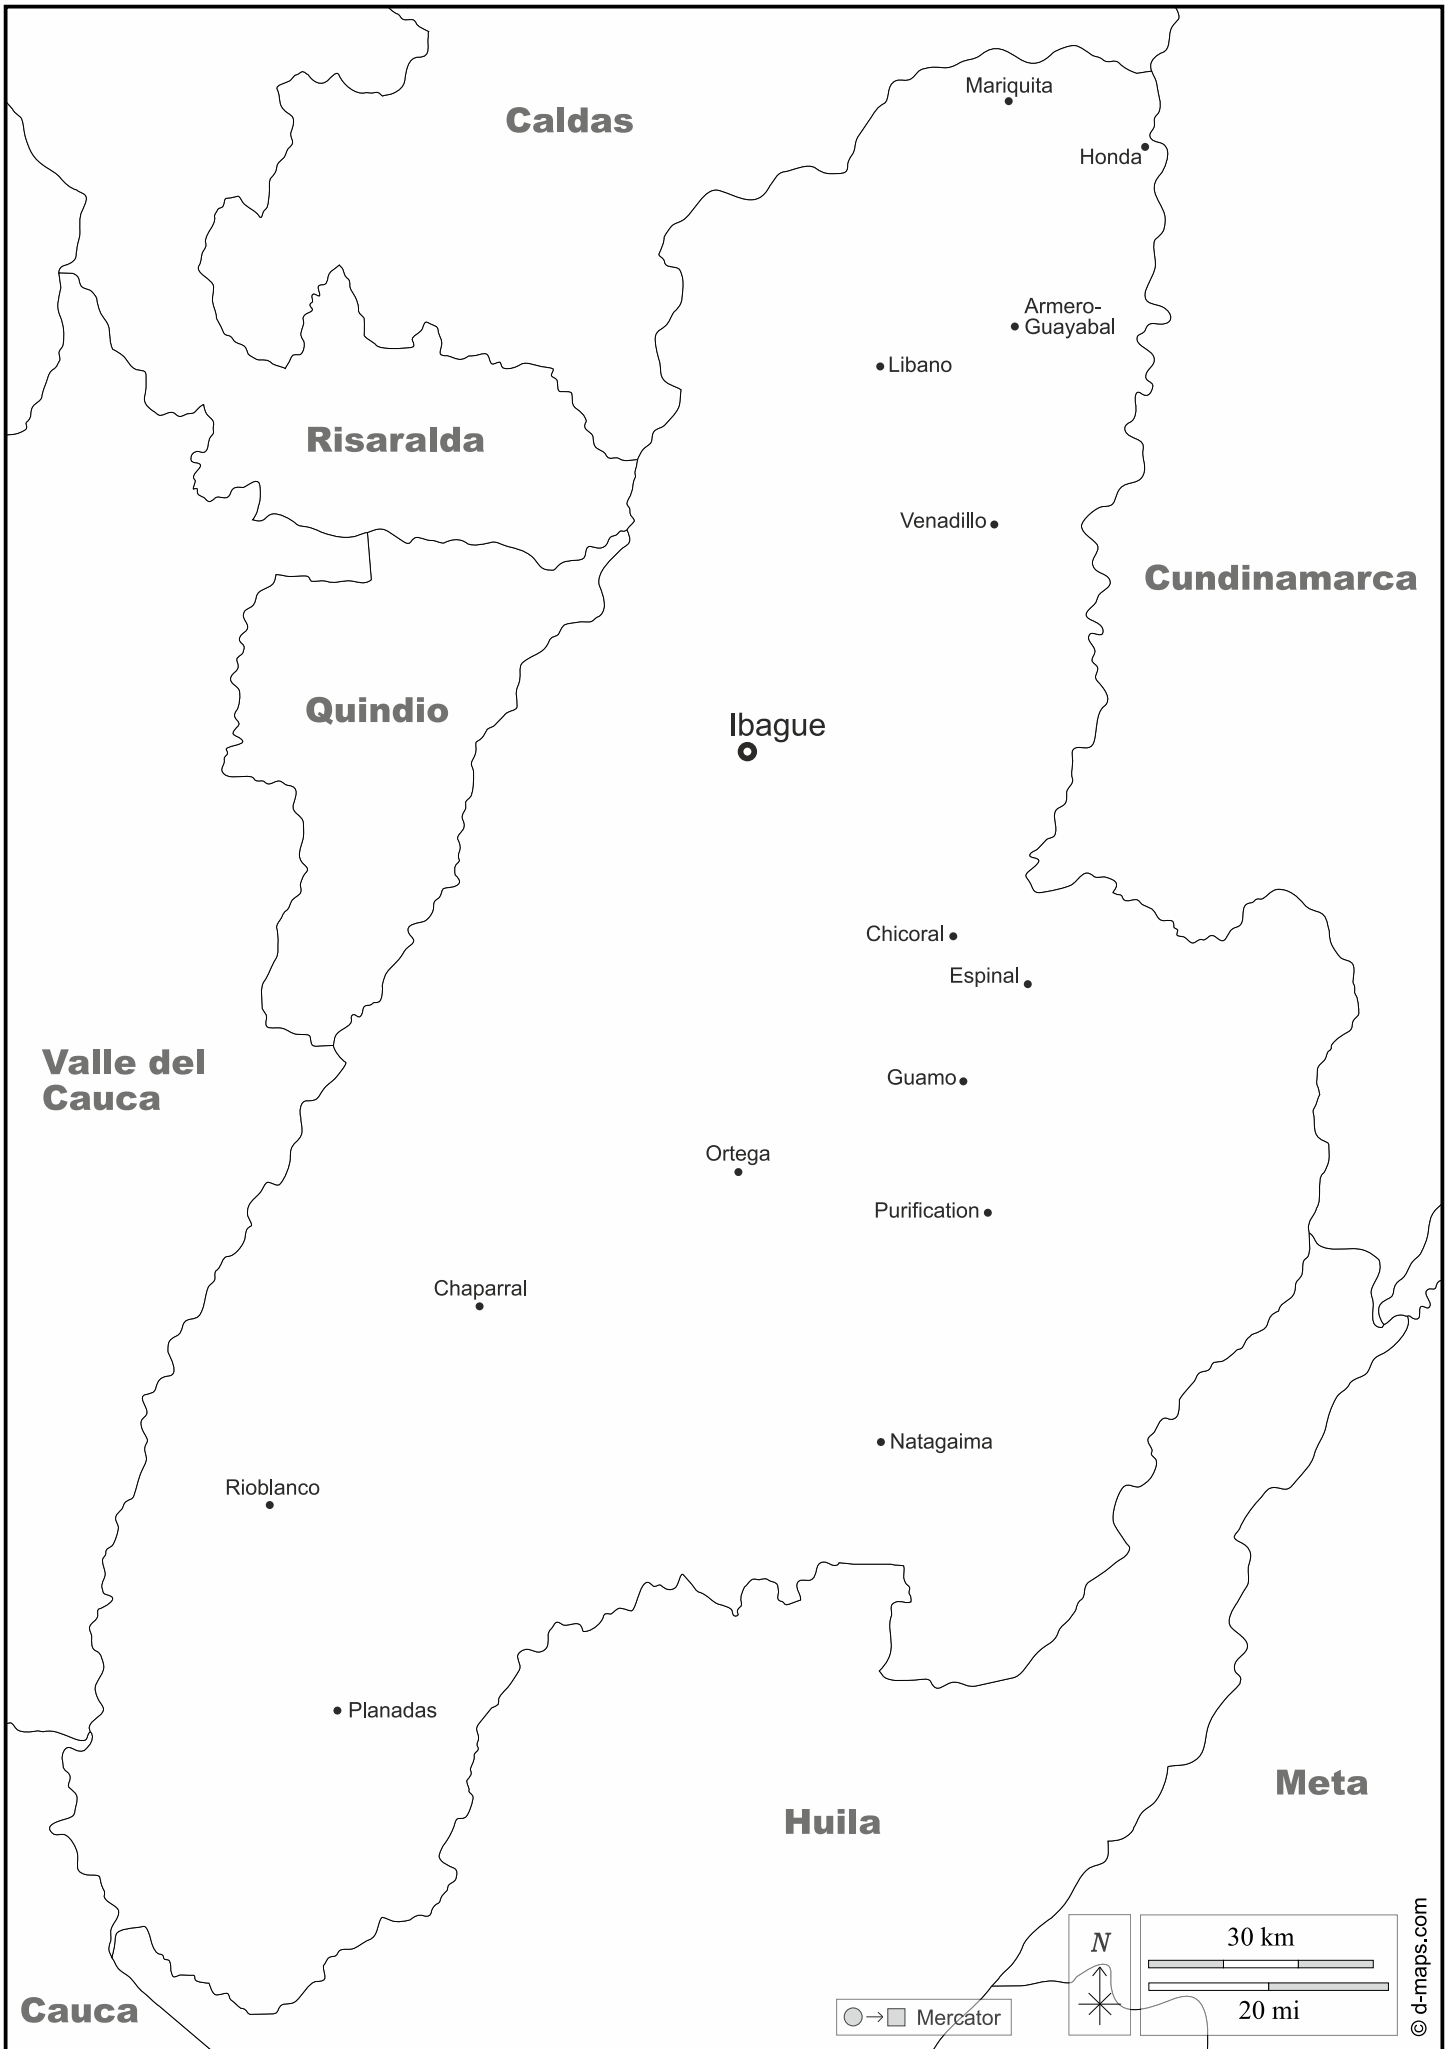 Mariquita
Caldas
Honda
Armero-
Guayabal
Libano
Risaralda
Venadillo
Cundinamarca
Quindio
Ibague
Chicoral
Espinal
Valle del
Cauca
Guamo
Ortega
Purification
Chaparral
Natagaima
Rioblanco
Planadas
Meta
Huila
Cauca
Mercator
N
30 km
20 mi
© d-maps.com